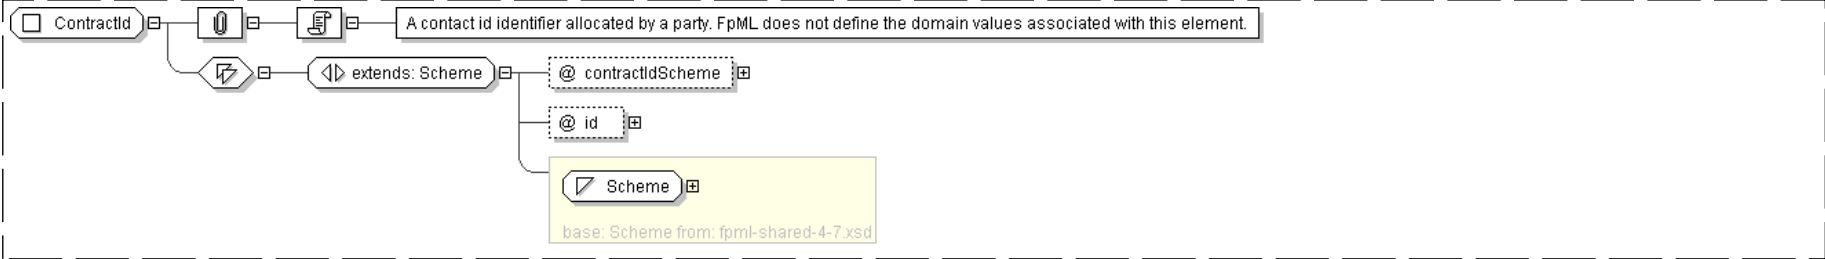 ContractId
A contact id identifier allocated by a party. FpML does not define the domain values associated with this element.
extends: Scheme
@ contractIdScheme
@ id
Scheme
base: Scheme from: fpml-shared-4-7.xsd